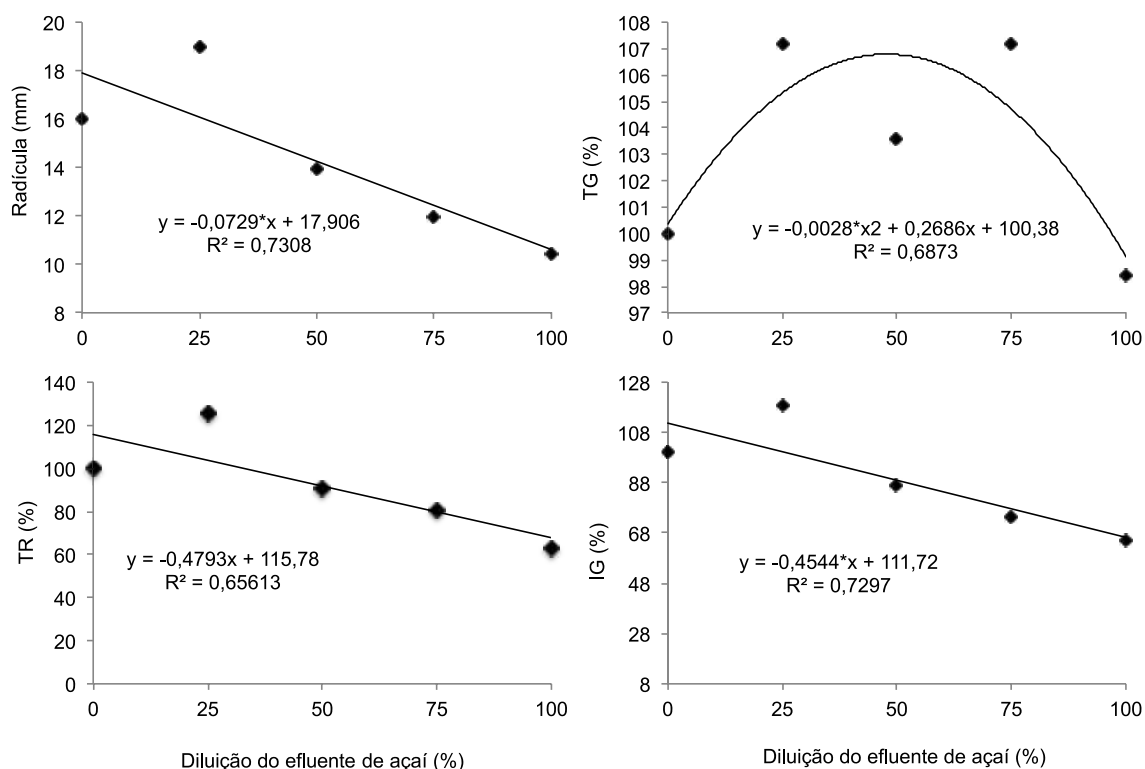 20
18
16
14
12
10
8
Radícula (mm)
y = -0,0729*x + 17,906
R² = 0,7308
0 25 50 75 100
108
107
106
105
104
103
102
101
100
99
98
97
TG (%)
y = -0,0028*x2 + 0,2686x + 100,38
R² = 0,6873
0 25 50 75 100
140
120
100
80
60
40
20
0
TR (%)
y = -0,4793x + 115,78
R² = 0,65613
0 25 50 75 100
Diluição do efluente de açaí (%)
128
108
88
68
48
28
8
IG (%)
y = -0,4544*x + 111,72
R² = 0,7297
0 25 50 75 100
Diluição do efluente de açaí (%)